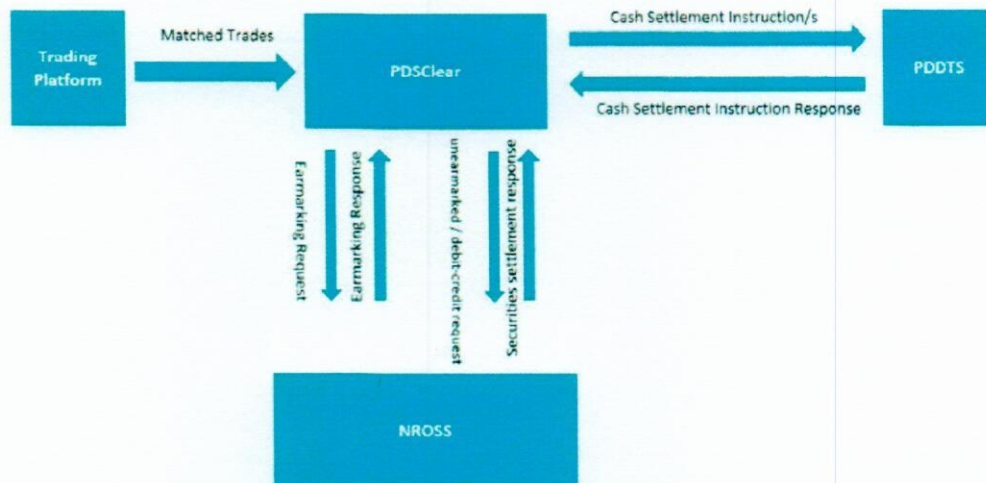 Cash Settlement Instruction/s
Matched Trades
Trading
Platform
PDSClear
PDDTS
Cash Settlement Instruction Response
Earmarking Request
Earmarking Response
unearmarked / debit-credit request
Securities settlement response
NROSS